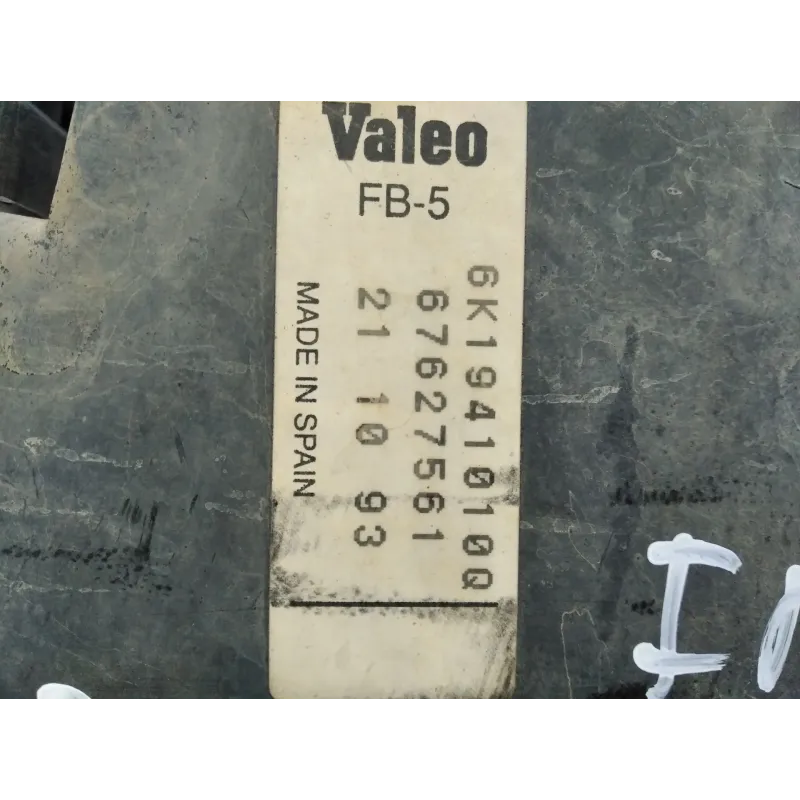 Valeo
FB-5
6K1941010Q
67627561
21 10 93
MADE IN SPAIN